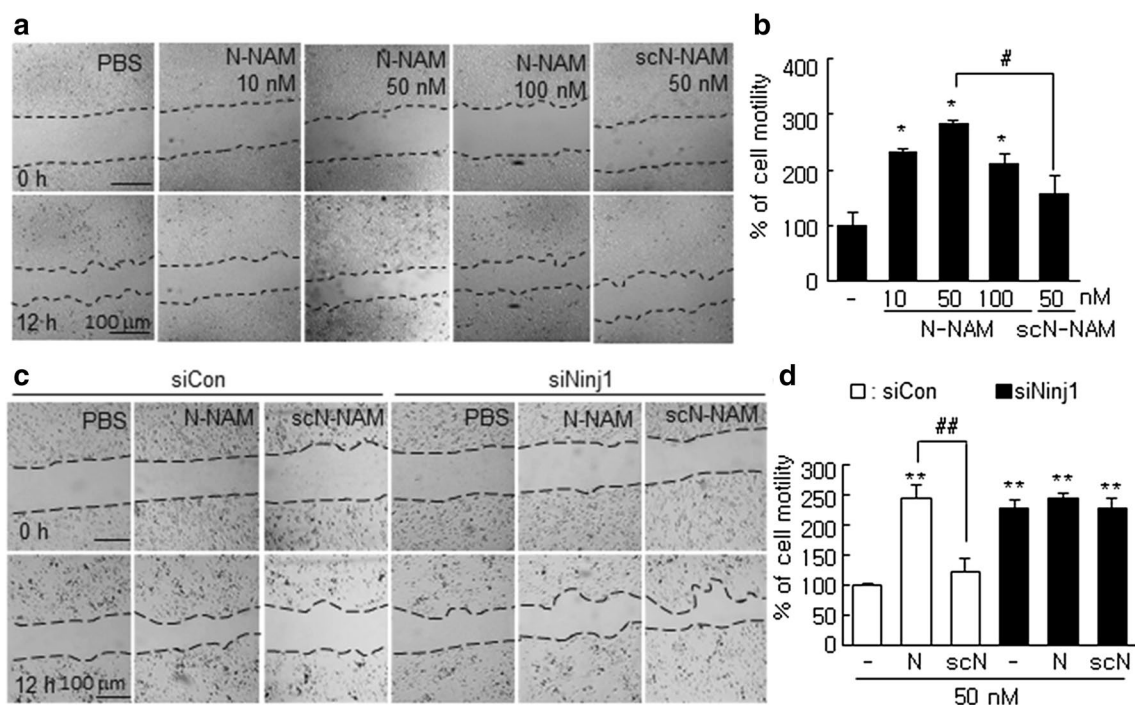 a
PBS
N-NAM
10 nM
N-NAM
50 nM
N-NAM
100 nM
scN-NAM
50 nM
0 h
12 h
100 μm
b
% of cell motility
400
300
200
100
0
*
*
*
#
- 10 50 100 50 nM
N-NAM scN-NAM
c
siCon siNinj1
PBS N-NAM scN-NAM PBS N-NAM scN-NAM
0 h
12 h 100 μm
d
: siCon siNinj1
% of cell motility
300
250
200
150
100
50
0
**
##
** ** **
- N scN - N scN
50 nM